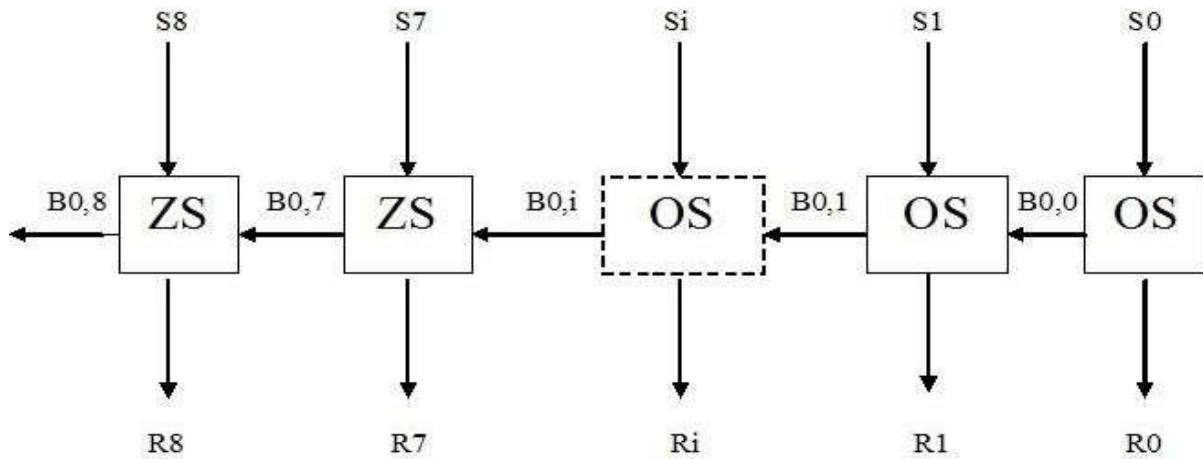 S8 S7 Si S1 S0
B0,8 ZS B0,7 ZS B0,i OS B0,1 OS B0,0 OS
R8 R7 Ri R1 R0